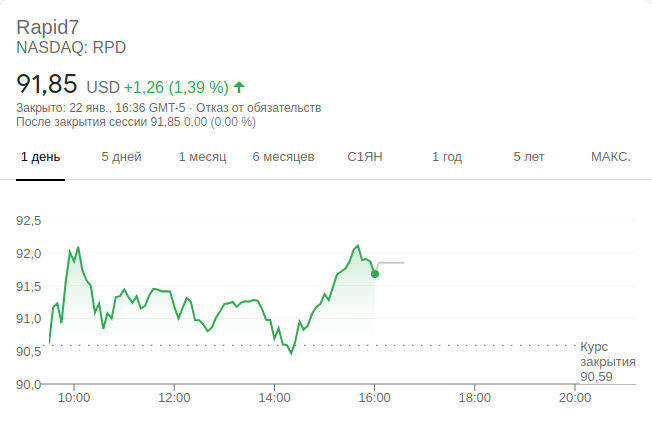 Rapid7
NASDAQ: RPD
91,85 USD +1,26 (1,39 %)
Закрыто: 22 янв., 16:36 GMT-5 · Отказ от обязательств
После закрытия сессии 91,85 0,00 (0,00 %)
1 день 5 дней 1 месяц 6 месяцев С1ЯН 1 год 5 лет МАКС.
92,5
92,0
91,5
91,0
90,5
90,0
Курс
закрытия
90,59
10:00 12:00 14:00 16:00 18:00 20:00